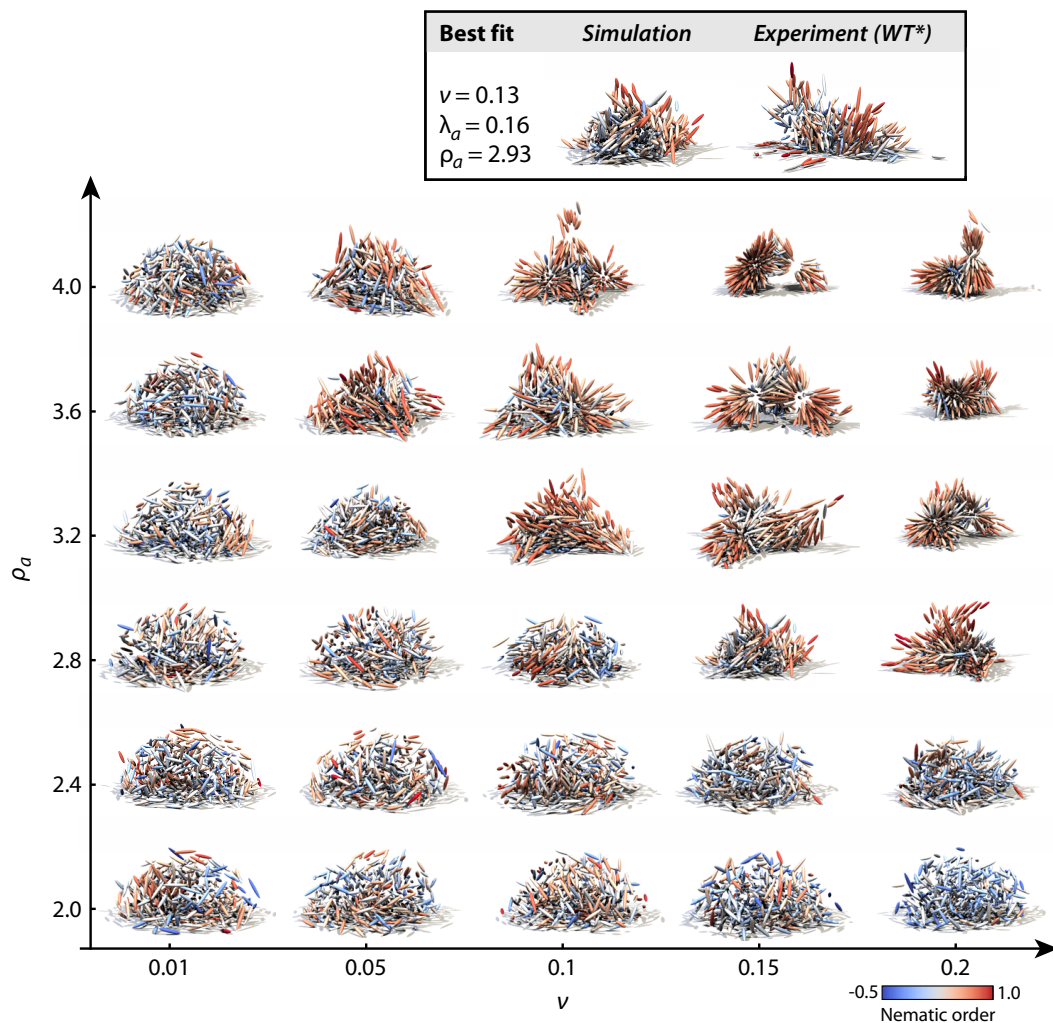 Best fit Simulation Experiment (WT*)
ν = 0.13
λa = 0.16
ρa = 2.93
4.0
3.6
3.2
ρa
2.8
2.4
2.0
0.01 0.05 0.1 0.15 0.2
ν
-0.5 1.0
Nematic order